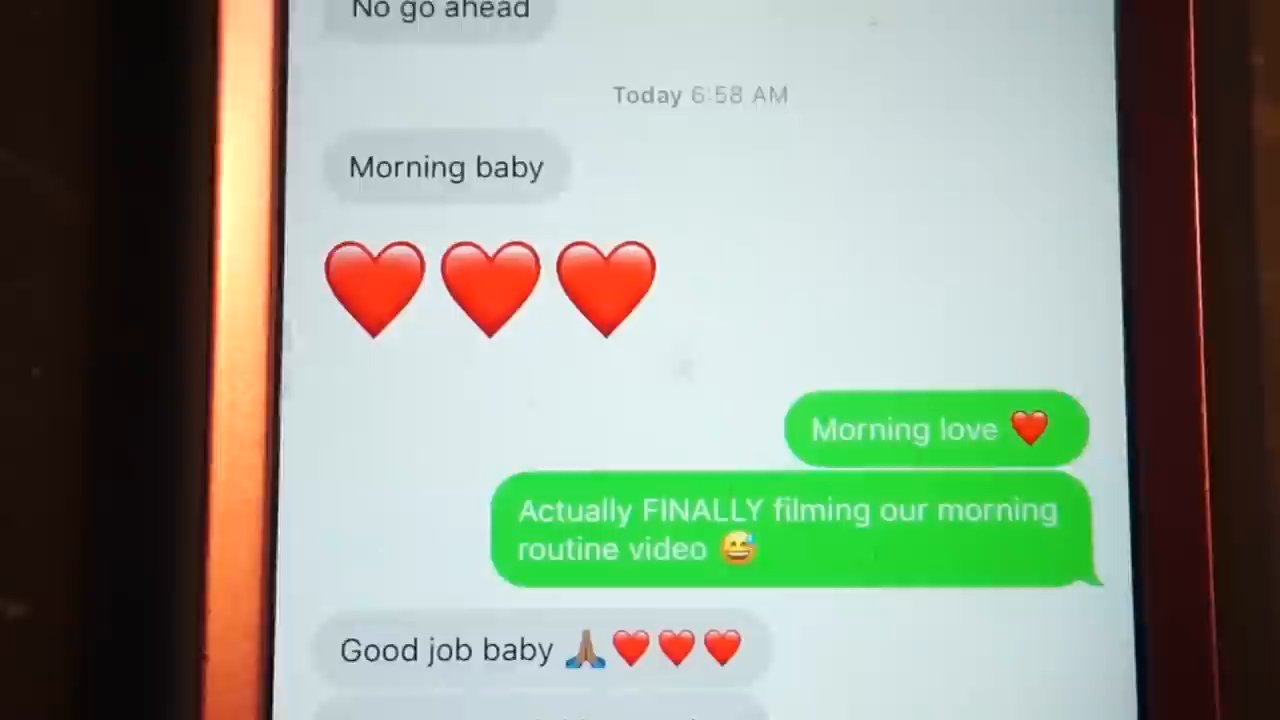 No go ahead
Today 6:58 AM
Morning baby
❤️❤️❤️
Morning love ❤️
Actually FINALLY filming our morning
routine video 😅
Good job baby 🙏🏽❤️❤️❤️